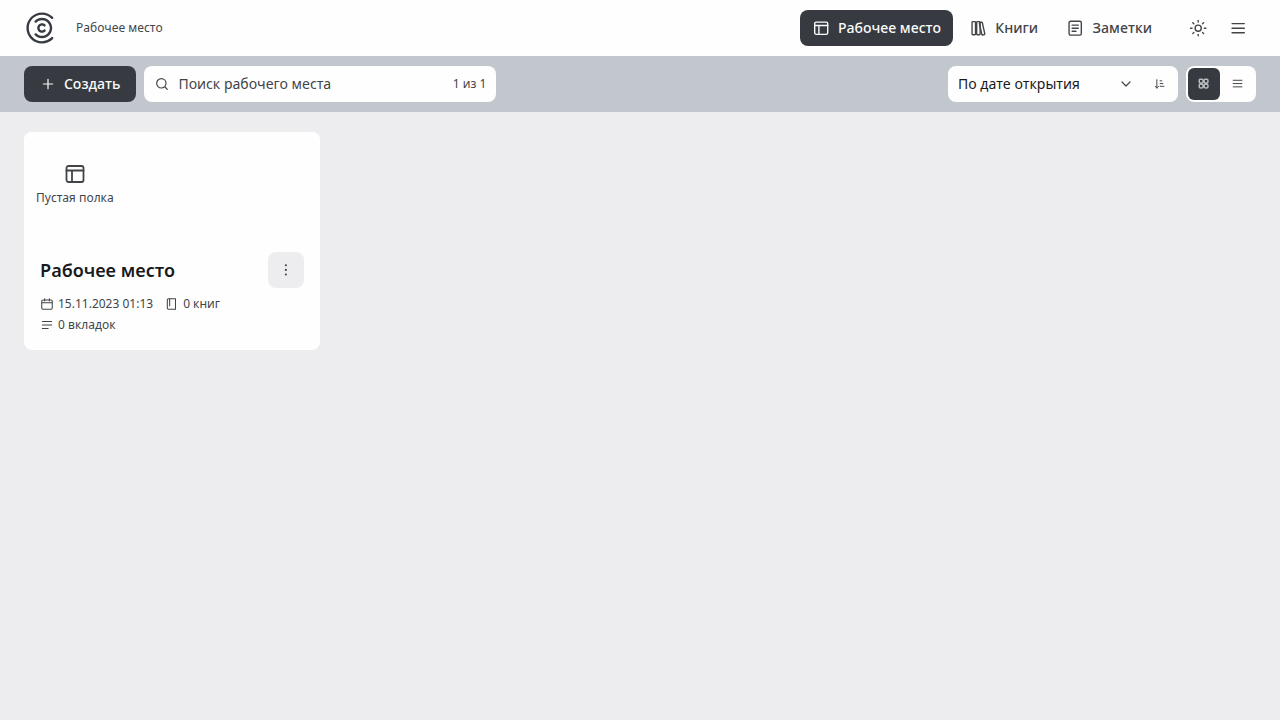 Рабочее место
Рабочее место
Книги
Заметки
Создать
Поиск рабочего места
1 из 1
По дате открытия
Пустая полка
Рабочее место
15.11.2023 01:13
0 книг
0 вкладок